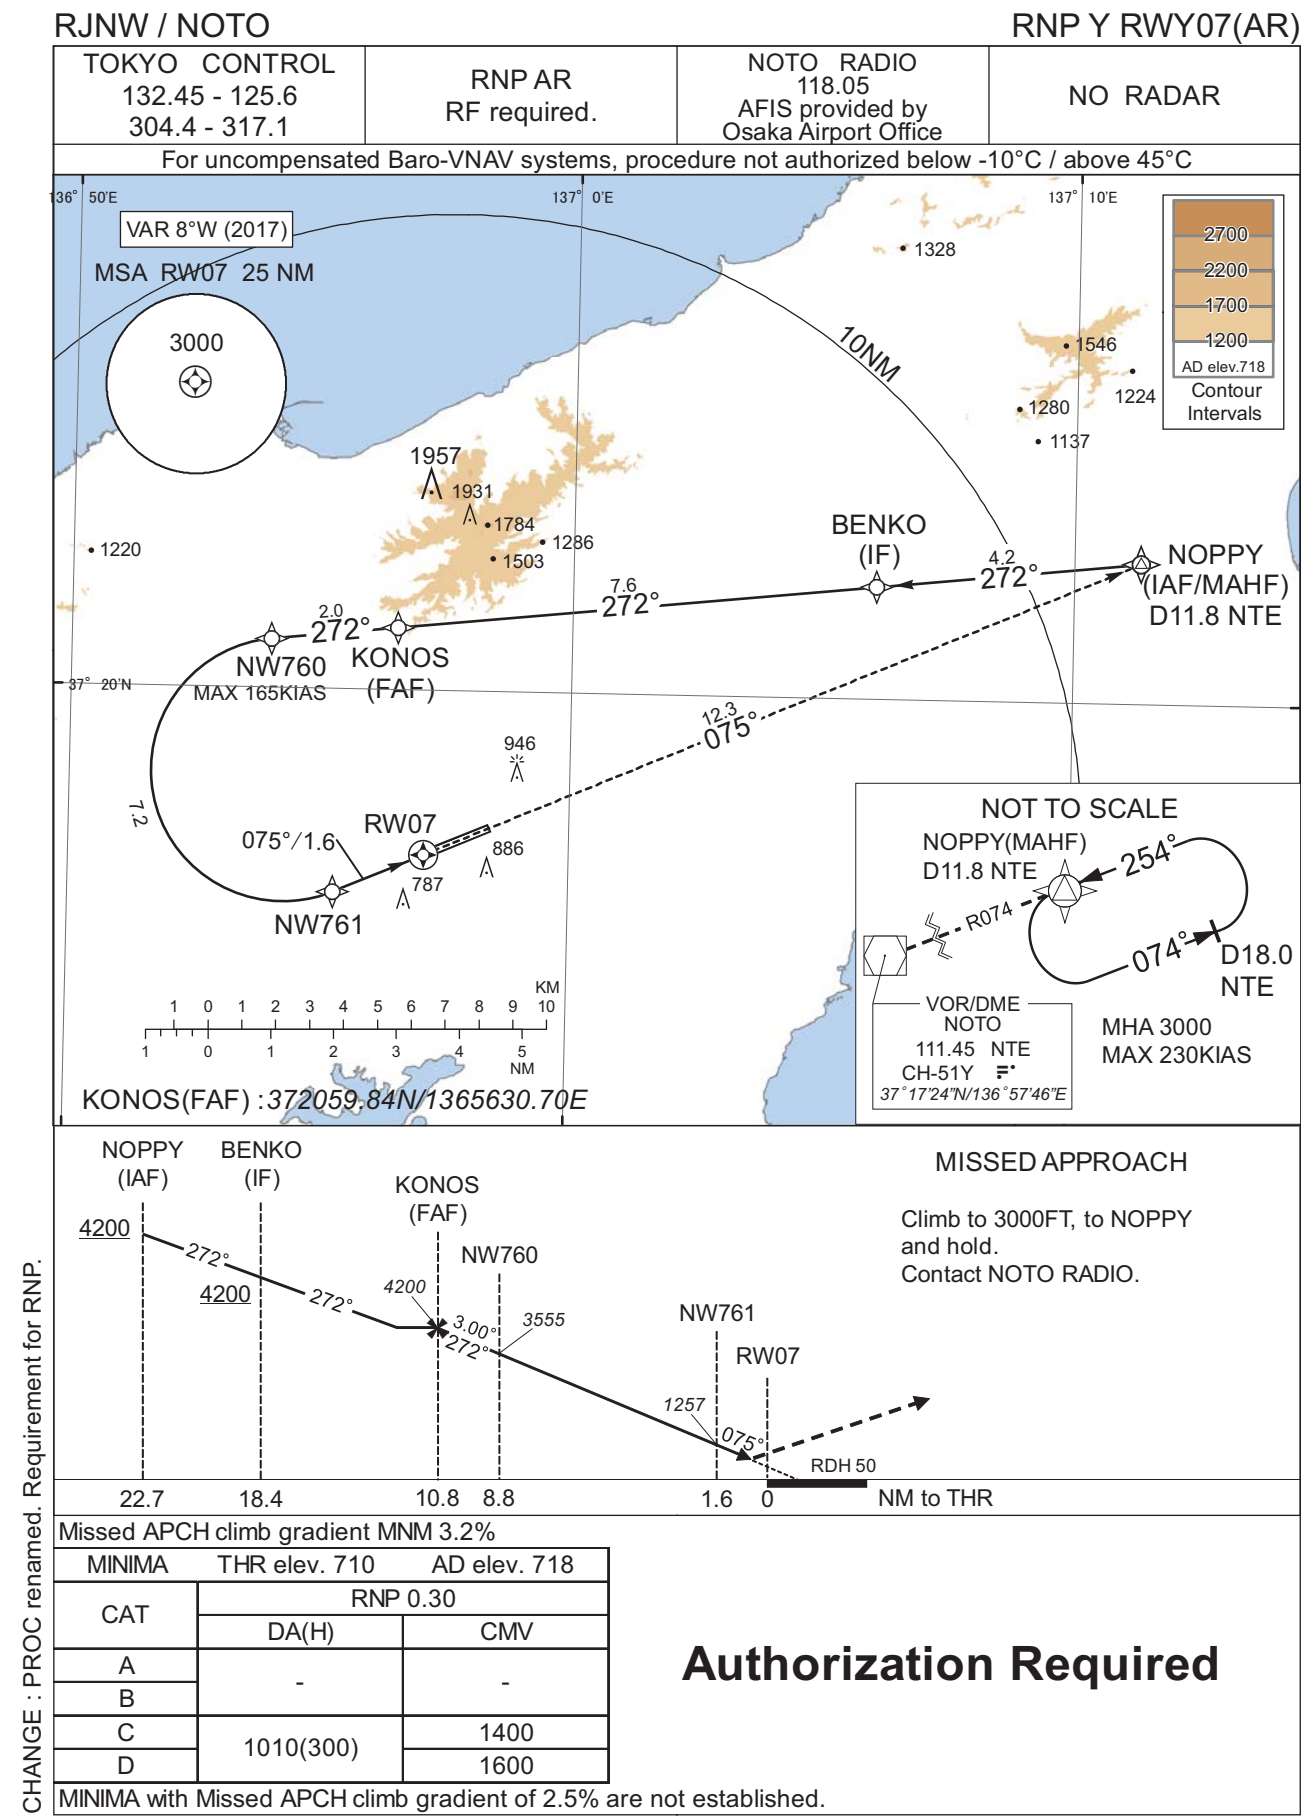 RJNW / NOTO
RNP Y RWY07(AR)
TOKYO CONTROL
132.45 - 125.6
304.4 - 317.1
RNP AR
RF required.
NOTO RADIO
118.05
AFIS provided by
Osaka Airport Office
NO RADAR
For uncompensated Baro-VNAV systems, procedure not authorized below -10°C / above 45°C
136° 50'E
137° 0'E
137° 10'E
VAR 8°W (2017)
MSA RW07 25 NM
3000
1328
2700
2200
1700
1200
AD elev.718
Contour
Intervals
10NM
1546
1224
1280
1137
1957
1931
1784
1286
1503
1220
BENKO
(IF)
4.2
272°
NOPPY
(IAF/MAHF)
D11.8 NTE
7.6
272°
2.0
272°
NW760
MAX 165KIAS
KONOS
(FAF)
37° 20'N
12.3
075°
946
7.2
RW07
075°/1.6
886
787
NW761
NOT TO SCALE
NOPPY(MAHF)
D11.8 NTE
254°
R074
074°
D18.0
NTE
VOR/DME
NOTO
111.45 NTE
CH-51Y
37°17'24"N/136°57'46"E
MHA 3000
MAX 230KIAS
KM
1 0 1 2 3 4 5 6 7 8 9 10
1 0 1 2 3 4 5
NM
KONOS(FAF) :372059.84N/1365630.70E
NOPPY
(IAF)
BENKO
(IF)
KONOS
(FAF)
NW760
NW761
RW07
4200
272°
4200
272°
4200
3.00°
272°
3555
1257
075°
RDH 50
22.7 18.4 10.8 8.8 1.6 0 NM to THR
MISSED APPROACH
Climb to 3000FT, to NOPPY
and hold.
Contact NOTO RADIO.
Missed APCH climb gradient MNM 3.2%
MINIMA THR elev. 710 AD elev. 718
CAT
RNP 0.30
DA(H) CMV
A
B
- -
C
D
1010(300)
1400
1600
MINIMA with Missed APCH climb gradient of 2.5% are not established.
Authorization Required
CHANGE : PROC renamed. Requirement for RNP.